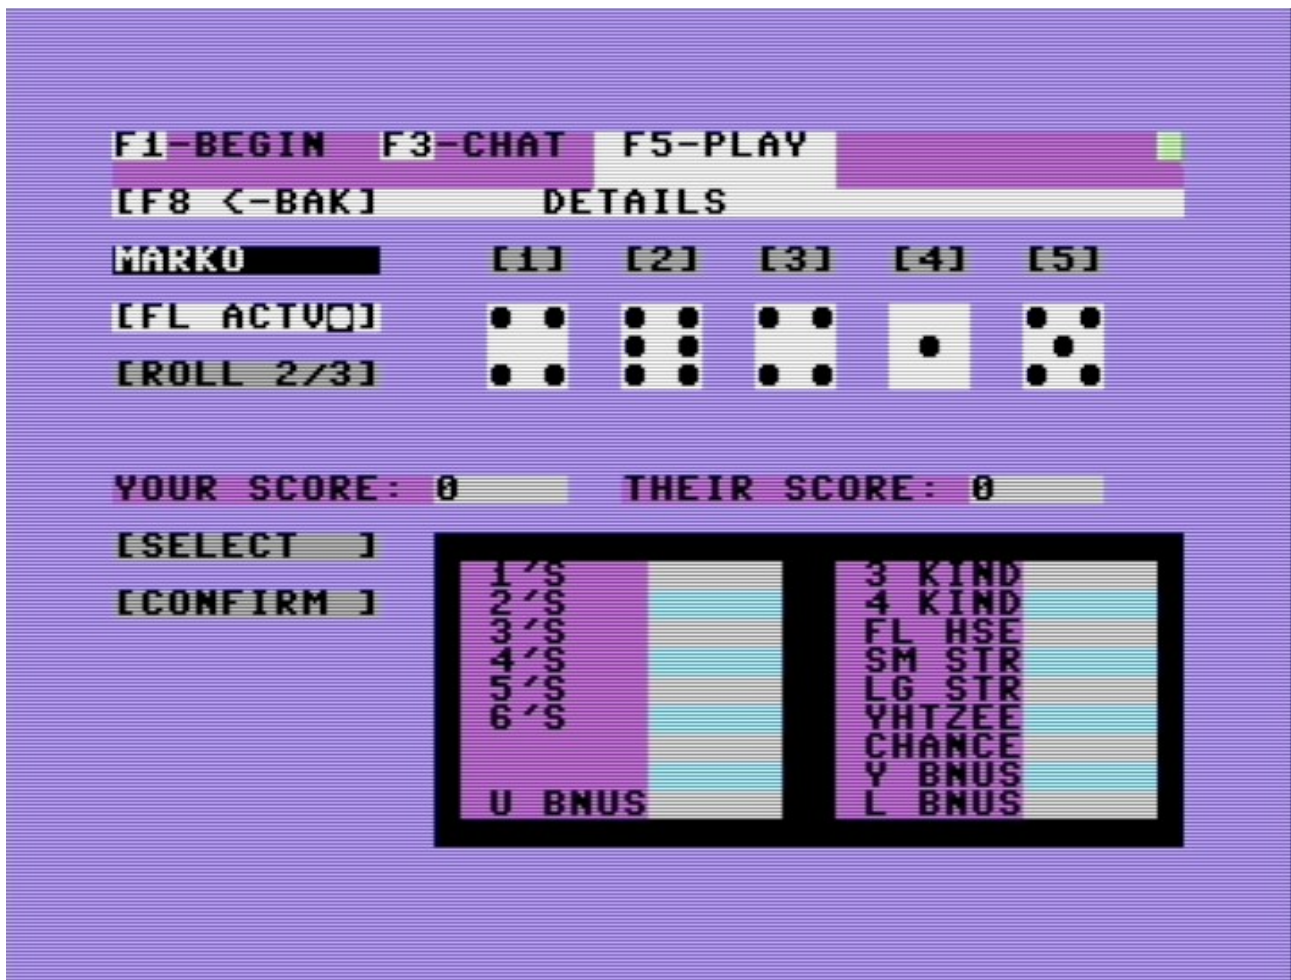 F1-BEGIN F3-CHAT F5-PLAY
[F8 <-BAK] DETAILS
MARKO [1] [2] [3] [4] [5]
[FL ACTV□]
[ROLL 2/3]
YOUR SCORE: 0 THEIR SCORE: 0
[SELECT ]
1'S 3 KIND
[CONFIRM ] 2'S 4 KIND
3'S FL HSE
4'S SM STR
5'S LG STR
6'S YHTZEE
CHANCE
Y BNUS
U BNUS L BNUS